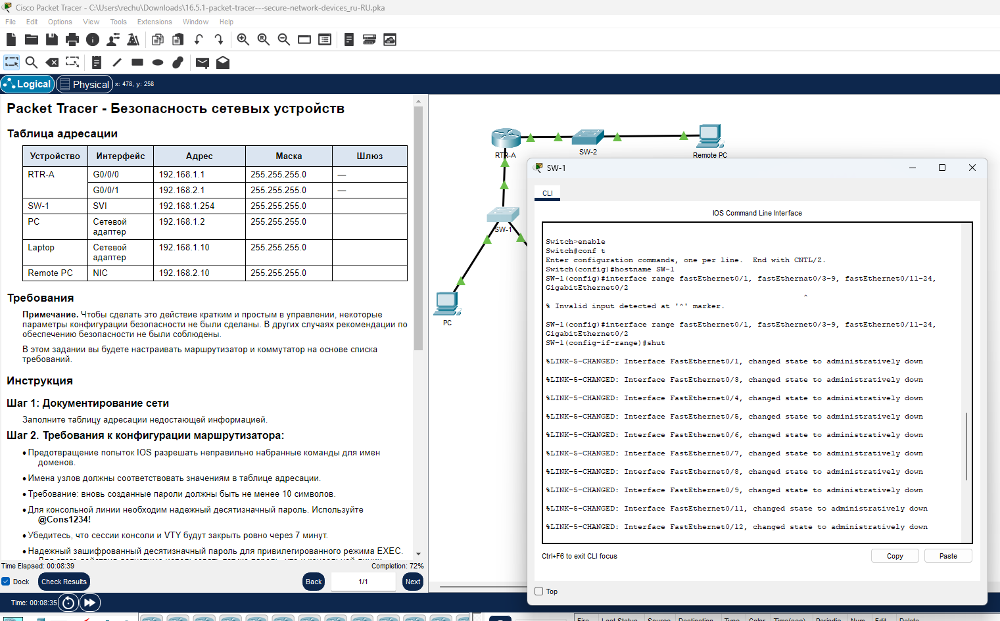 Cisco Packet Tracer - C:\Users\rechu\Downloads\16.5.1-packet-tracer---secure-network-devices_ru-RU.pka
File Edit Options View Tools Extensions Window Help
Logical Physical x: 478, y: 258
Packet Tracer - Безопасность сетевых устройств
Таблица адресации
Устройство Интерфейс Адрес Маска Шлюз
RTR-A G0/0/0 192.168.1.1 255.255.255.0 —
G0/0/1 192.168.2.1 255.255.255.0 —
SW-1 SVI 192.168.1.254 255.255.255.0
PC Сетевой адаптер 192.168.1.2 255.255.255.0
Laptop Сетевой адаптер 192.168.1.10 255.255.255.0
Remote PC NIC 192.168.2.10 255.255.255.0
Требования
Примечание. Чтобы сделать это действие кратким и простым в управлении, некоторые
параметры конфигурации безопасности не были сделаны. В других случаях рекомендации по
обеспечению безопасности не были соблюдены.
В этом задании вы будете настраивать маршрутизатор и коммутатор на основе списка
требований.
Инструкция
Шаг 1: Документирование сети
Заполните таблицу адресации недостающей информацией.
Шаг 2. Требования к конфигурации маршрутизатора:
• Предотвращение попыток IOS разрешать неправильно набранные команды для имен
доменов.
• Имена узлов должны соответствовать значениям в таблице адресации.
• Требование: вновь созданные пароли должны быть не менее 10 символов.
• Для консольной линии необходим надежный десятизначный пароль. Используйте
@Cons1234!
• Убедитесь, что сессии консоли и VTY будут закрыть ровно через 7 минут.
• Надежный зашифрованный десятизначный пароль для привилегированного режима EXEC.
Time Elapsed: 00:08:39 Completion: 72%
Dock Check Results Back 1/1 Next
Time: 00:08:35
RTR-A
SW-2
Remote PC
SW-1
PC
SW-1
CLI
IOS Command Line Interface
Switch>enable
Switch#conf t
Enter configuration commands, one per line. End with CNTL/Z.
Switch(config)#hostname SW-1
SW-1(config)#interface range fastEthernet0/1, fastEthernat0/3-9, fastEthernet0/11-24,
GigabitEthernet0/2
^
% Invalid input detected at '^' marker.
SW-1(config)#interface range fastEthernet0/1, fastEthernet0/3-9, fastEthernet0/11-24,
GigabitEthernet0/2
SW-1(config-if-range)#shut
%LINK-5-CHANGED: Interface FastEthernet0/1, changed state to administratively down
%LINK-5-CHANGED: Interface FastEthernet0/3, changed state to administratively down
%LINK-5-CHANGED: Interface FastEthernet0/4, changed state to administratively down
%LINK-5-CHANGED: Interface FastEthernet0/5, changed state to administratively down
%LINK-5-CHANGED: Interface FastEthernet0/6, changed state to administratively down
%LINK-5-CHANGED: Interface FastEthernet0/7, changed state to administratively down
%LINK-5-CHANGED: Interface FastEthernet0/8, changed state to administratively down
%LINK-5-CHANGED: Interface FastEthernet0/9, changed state to administratively down
%LINK-5-CHANGED: Interface FastEthernet0/11, changed state to administratively down
%LINK-5-CHANGED: Interface FastEthernet0/12, changed state to administratively down
Ctrl+F6 to exit CLI focus Copy Paste
Top
Fire Last Status Source Destination Type Color Time(sec) Periodic Num Edit Delete